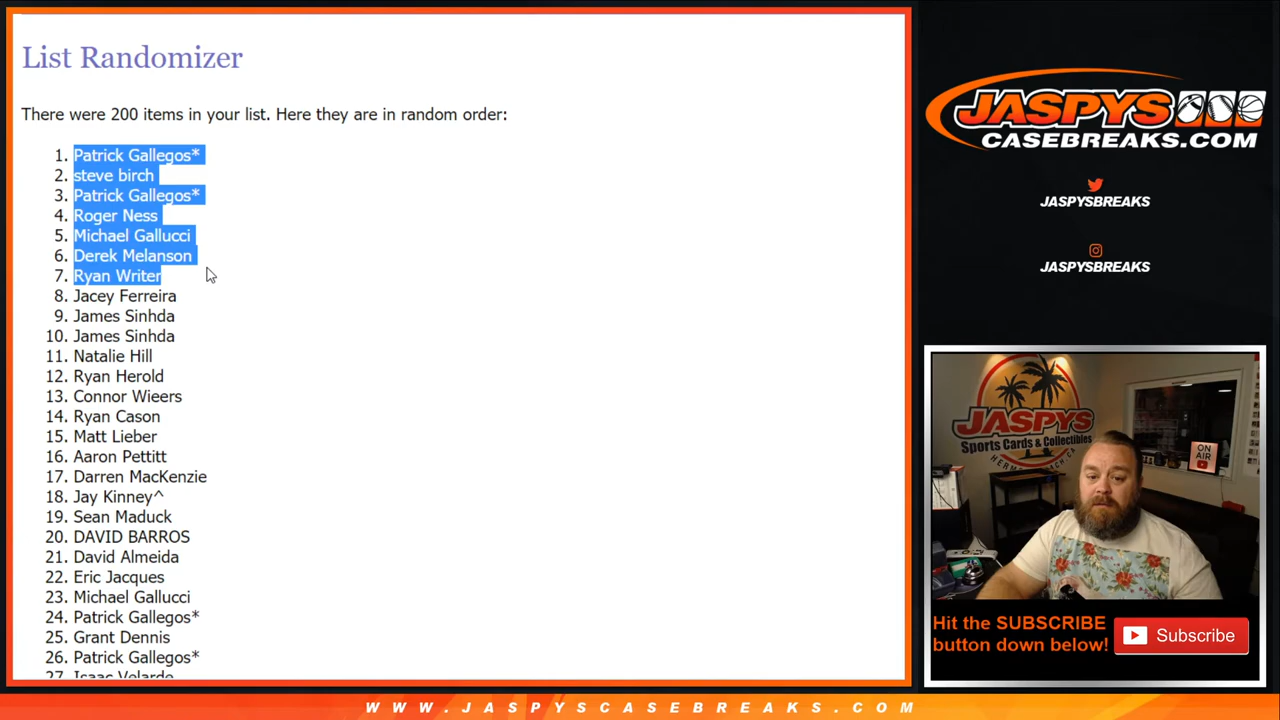 List Randomizer
There were 200 items in your list. Here they are in random order:
1. Patrick Gallegos*
2. steve birch
3. Patrick Gallegos*
4. Roger Ness
5. Michael Gallucci
6. Derek Melanson
7. Ryan Writer
8. Jacey Ferreira
9. James Sinhda
10. James Sinhda
11. Natalie Hill
12. Ryan Herold
13. Connor Wieers
14. Ryan Cason
15. Matt Lieber
16. Aaron Pettitt
17. Darren MacKenzie
18. Jay Kinney^
19. Sean Maduck
20. DAVID BARROS
21. David Almeida
22. Eric Jacques
23. Michael Gallucci
24. Patrick Gallegos*
25. Grant Dennis
26. Patrick Gallegos*
27. Isaac Velarde
JASPYS
CASEBREAKS.COM
JASPYSBREAKS
JASPYSBREAKS
JASPYS
Sports Cards & Collectibles
ON
AIR
Hit the SUBSCRIBE
button down below!
Subscribe
WWW.JASPYSCASEBREAKS.COM